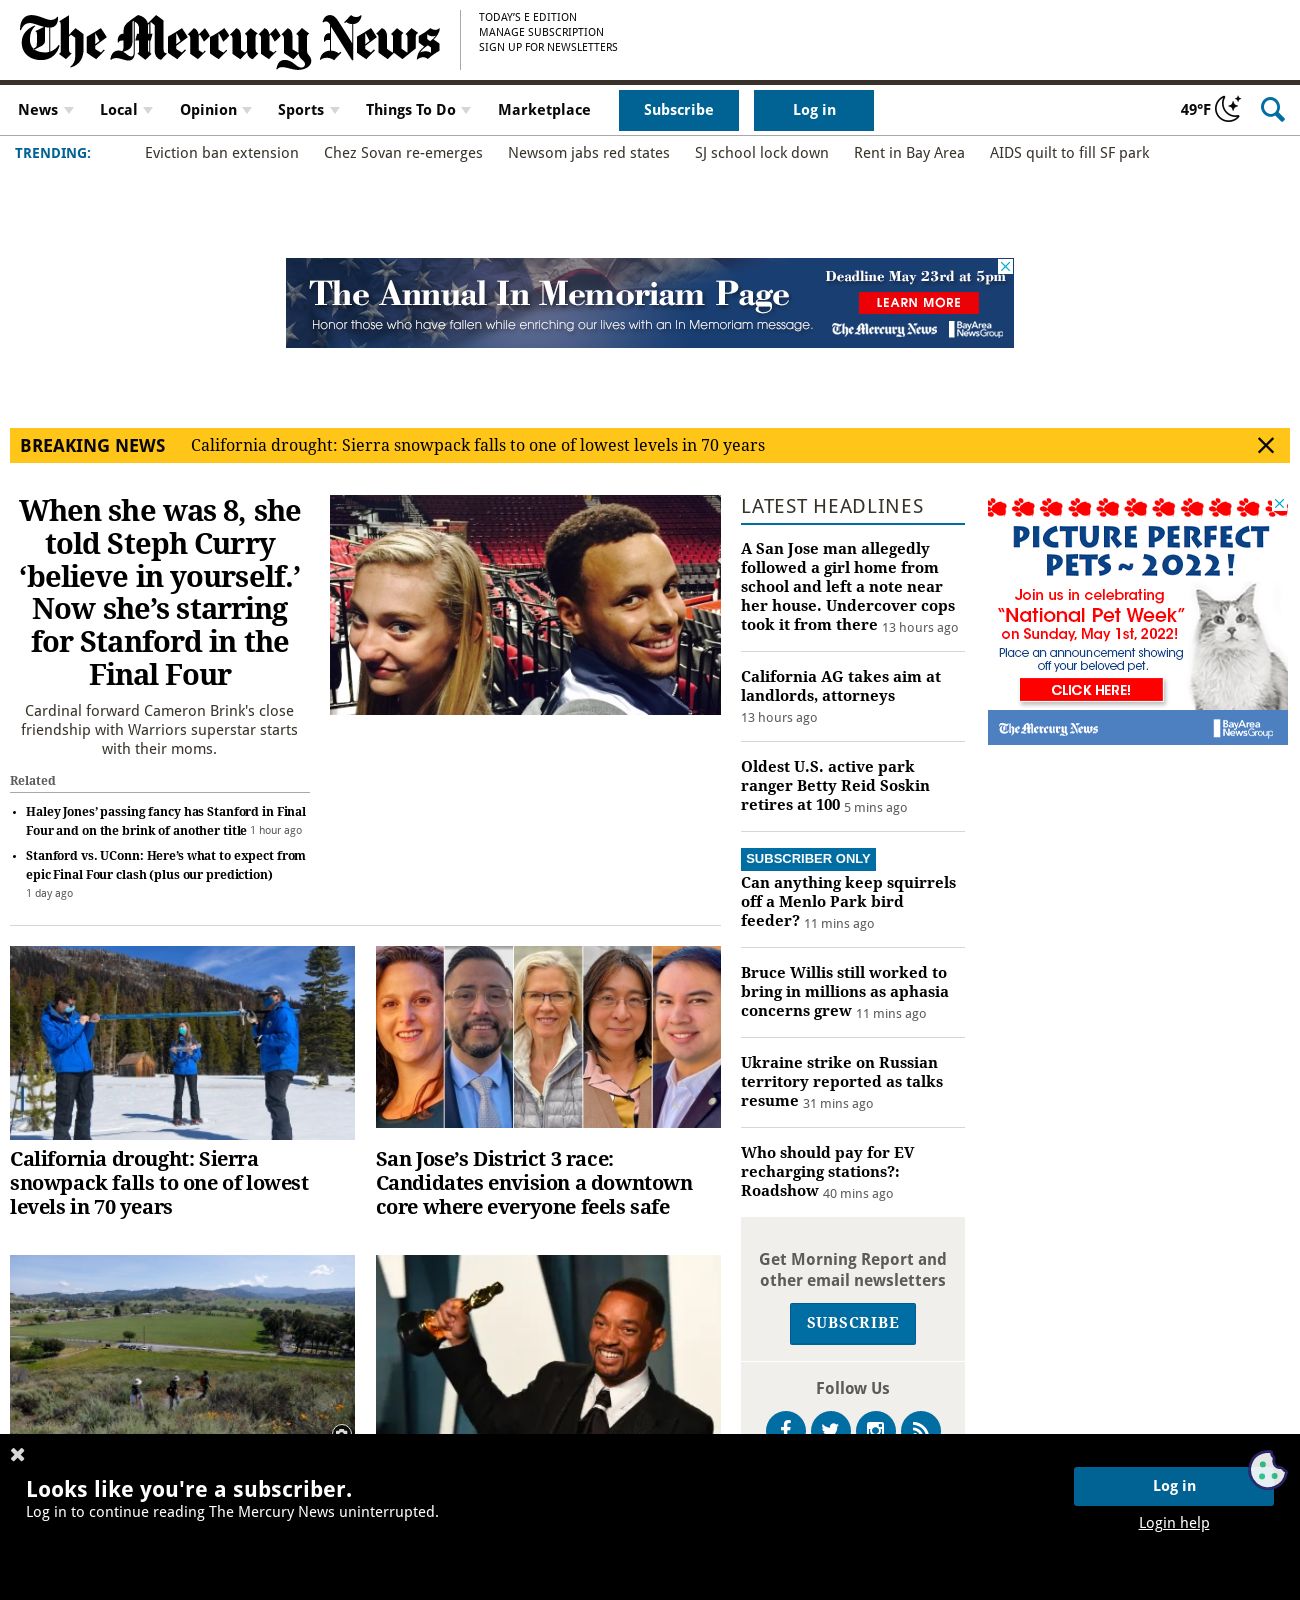 The Mercury News
TODAY'S E EDITION
MANAGE SUBSCRIPTION
SIGN UP FOR NEWSLETTERS
News Local Opinion Sports Things To Do Marketplace Subscribe Log in 49°F
TRENDING: Eviction ban extension Chez Sovan re-emerges Newsom jabs red states SJ school lock down Rent in Bay Area AIDS quilt to fill SF park
The Annual In Memoriam Page
Honor those who have fallen while enriching our lives with an In Memoriam message.
Deadline May 23rd at 5pm
LEARN MORE
The Mercury News BayArea NewsGroup
BREAKING NEWS California drought: Sierra snowpack falls to one of lowest levels in 70 years
When she was 8, she
told Steph Curry
‘believe in yourself.’
Now she’s starring
for Stanford in the
Final Four
Cardinal forward Cameron Brink's close
friendship with Warriors superstar starts
with their moms.
Related
• Haley Jones’ passing fancy has Stanford in Final
Four and on the brink of another title 1 hour ago
• Stanford vs. UConn: Here’s what to expect from
epic Final Four clash (plus our prediction)
1 day ago
California drought: Sierra
snowpack falls to one of lowest
levels in 70 years
San Jose’s District 3 race:
Candidates envision a downtown
core where everyone feels safe
LATEST HEADLINES
A San Jose man allegedly
followed a girl home from
school and left a note near
her house. Undercover cops
took it from there 13 hours ago
California AG takes aim at
landlords, attorneys
13 hours ago
Oldest U.S. active park
ranger Betty Reid Soskin
retires at 100 5 mins ago
SUBSCRIBER ONLY
Can anything keep squirrels
off a Menlo Park bird
feeder? 11 mins ago
Bruce Willis still worked to
bring in millions as aphasia
concerns grew 11 mins ago
Ukraine strike on Russian
territory reported as talks
resume 31 mins ago
Who should pay for EV
recharging stations?:
Roadshow 40 mins ago
Get Morning Report and
other email newsletters
SUBSCRIBE
Follow Us
PICTURE PERFECT
PETS ~ 2022!
Join us in celebrating
“National Pet Week”
on Sunday, May 1st, 2022!
Place an announcement showing
off your beloved pet.
CLICK HERE!
The Mercury News BayArea NewsGroup
Looks like you're a subscriber.
Log in to continue reading The Mercury News uninterrupted.
Log in
Login help